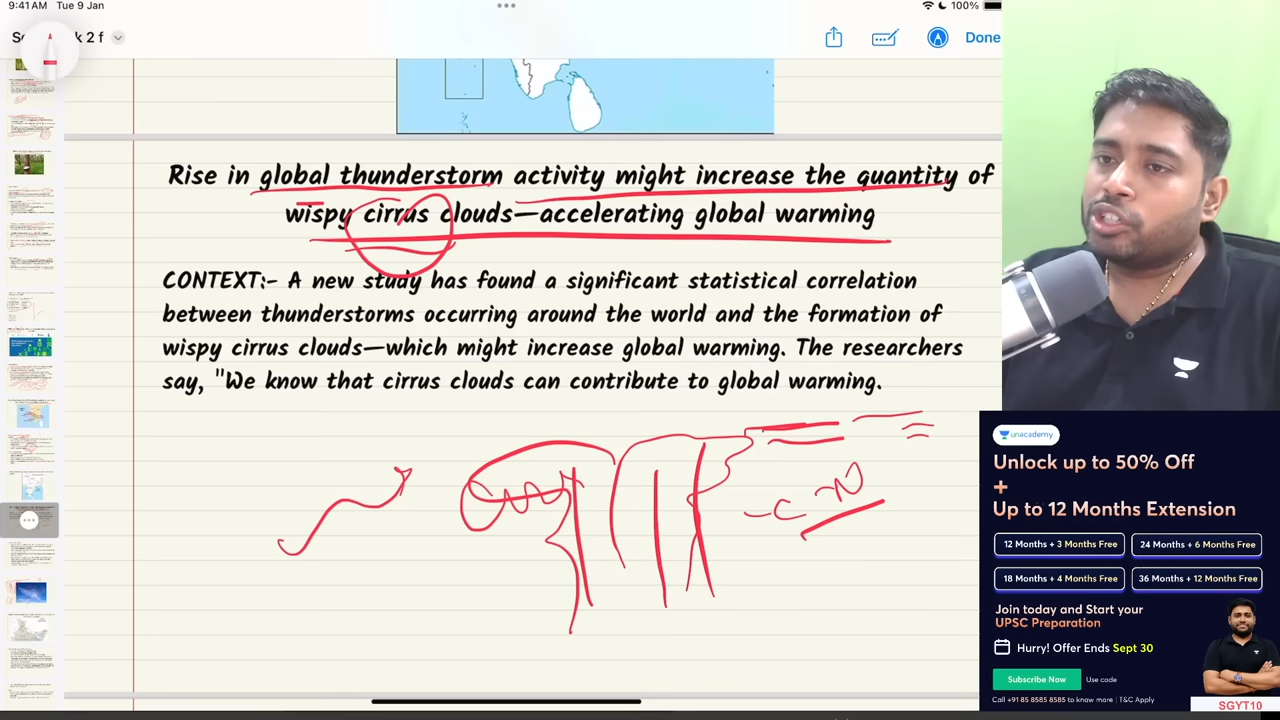 9:41 AM Tue 9 Jan
100%
k 2 f
Done
Rise in global thunderstorm activity might increase the quantity of
wispy cirrus clouds—accelerating global warming
CONTEXT:- A new study has found a significant statistical correlation
between thunderstorms occurring around the world and the formation of
wispy cirrus clouds—which might increase global warming. The researchers
say, "We know that cirrus clouds can contribute to global warming.
unacademy
Unlock up to 50% Off
+
Up to 12 Months Extension
12 Months + 3 Months Free
24 Months + 6 Months Free
18 Months + 4 Months Free
36 Months + 12 Months Free
Join today and Start your
UPSC Preparation
Hurry! Offer Ends Sept 30
Subscribe Now
Use code
Call +91 85 8585 8585 to know more | T&C Apply
SGYT10